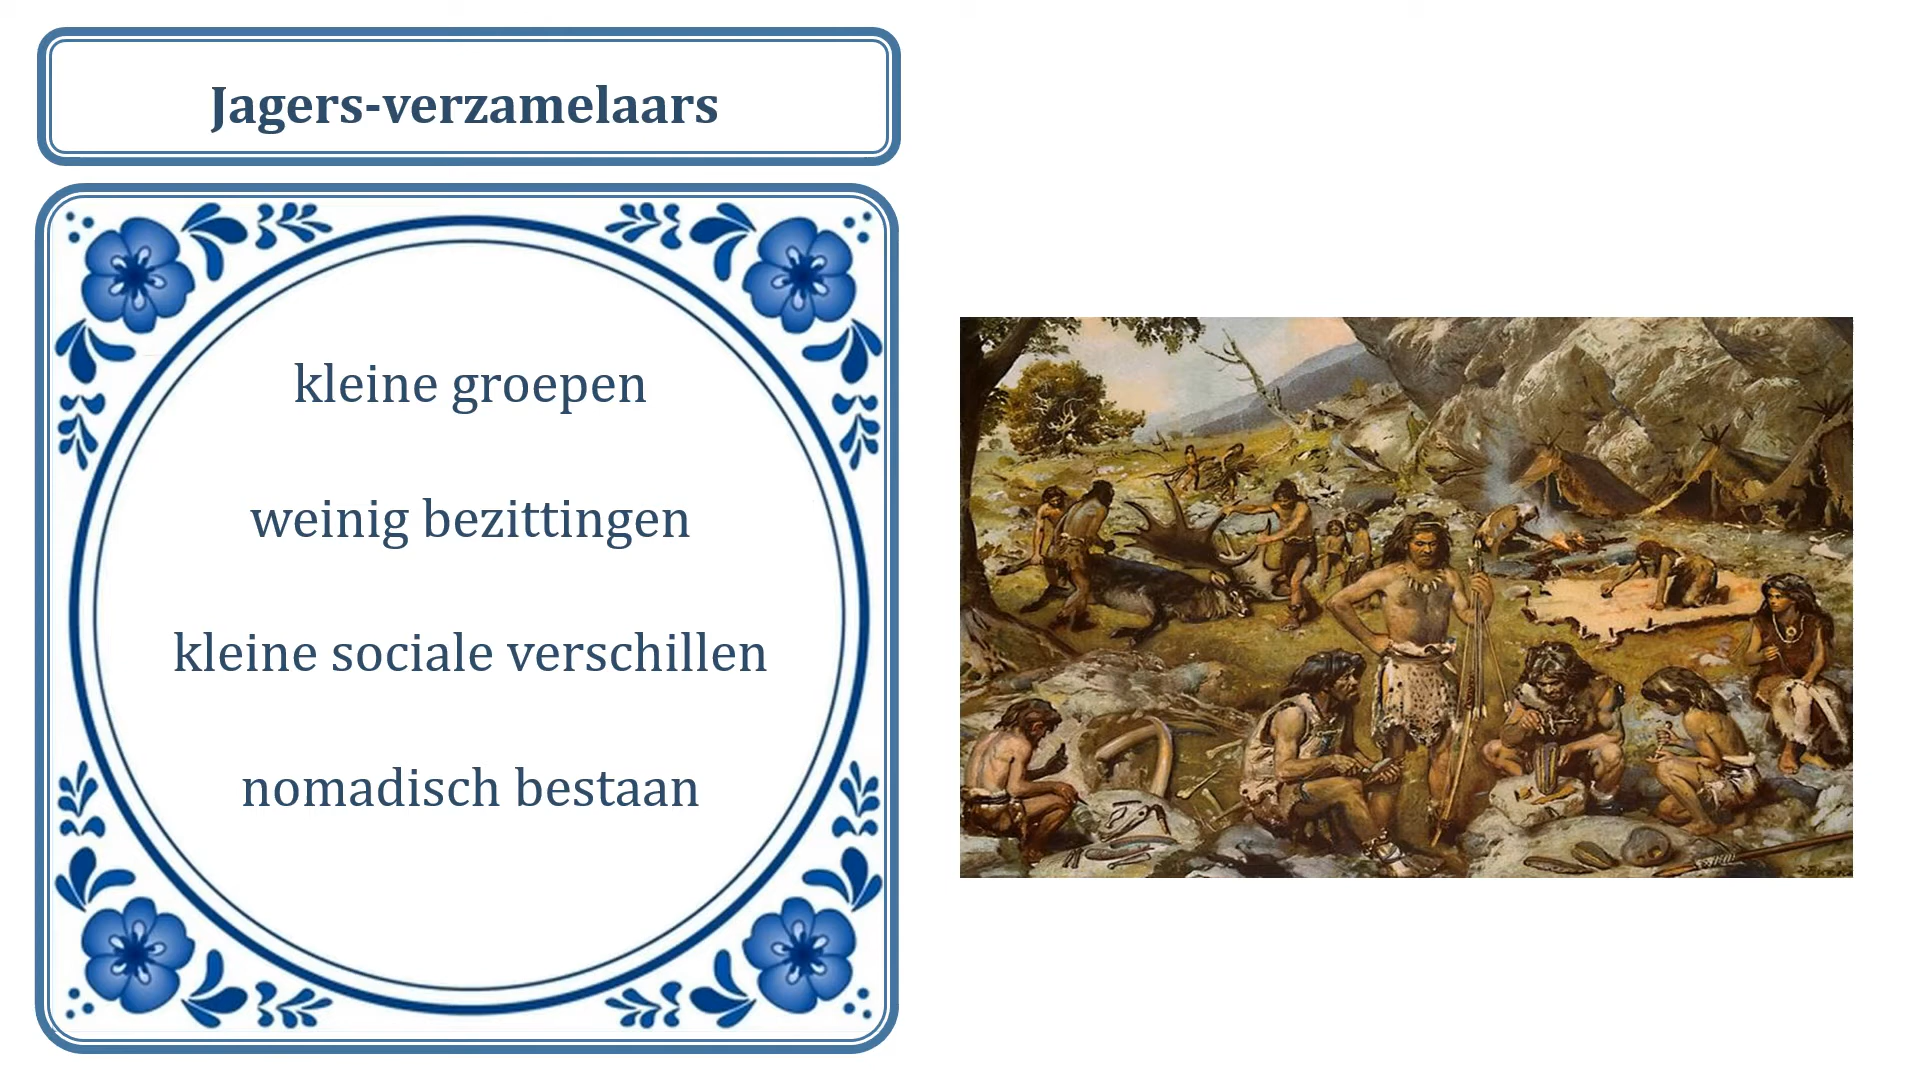 Jagers-verzamelaars
kleine groepen
weinig bezittingen
kleine sociale verschillen
nomadisch bestaan